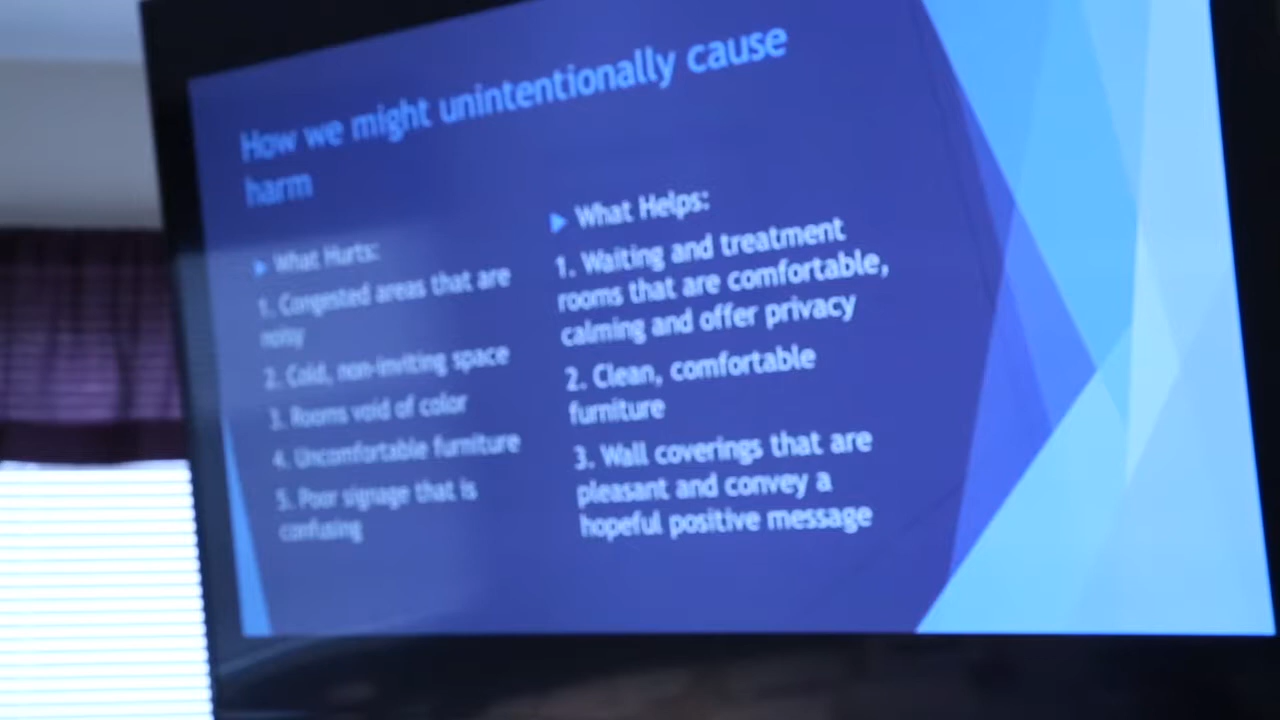 How we might unintentionally cause
harm
What Hurts:
1. Congested areas that are
noisy
2. Cold, non-inviting space
3. Rooms void of color
4. Uncomfortable furniture
5. Poor signage that is
confusing
What Helps:
1. Waiting and treatment
rooms that are comfortable,
calming and offer privacy
2. Clean, comfortable
furniture
3. Wall coverings that are
pleasant and convey a
hopeful positive message